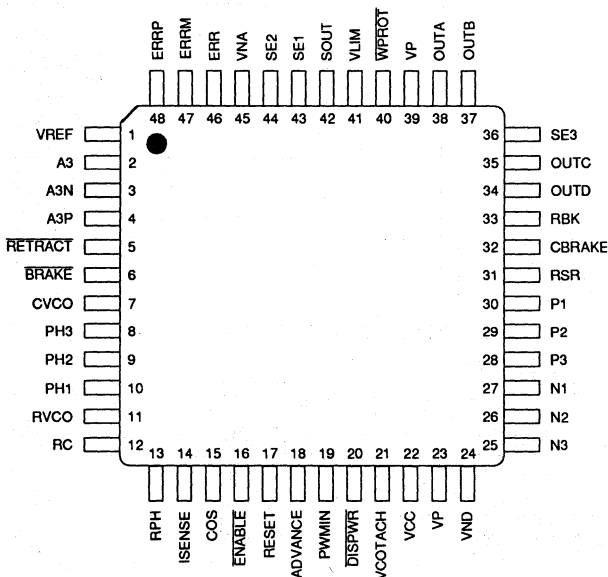 ERRP
ERRM
ERR
VNA
SE2
SE1
SOUT
VLIM
WPROT
VP
OUTA
OUTB
48
47
46
45
44
43
42
41
40
39
38
37
VREF 1
A3 2
A3N 3
A3P 4
RETRACT 5
BRAKE 6
CVCO 7
PH3 8
PH2 9
PH1 10
RVCO 11
RC 12
36 SE3
35 OUTC
34 OUTD
33 RBK
32 CBRAKE
31 RSR
30 P1
29 P2
28 P3
27 N1
26 N2
25 N3
13
14
15
16
17
18
19
20
21
22
23
24
RPH
ISENSE
COS
ENABLE
RESET
ADVANCE
PWMIN
DISPWR
VCOTACH
VCC
VP
VND